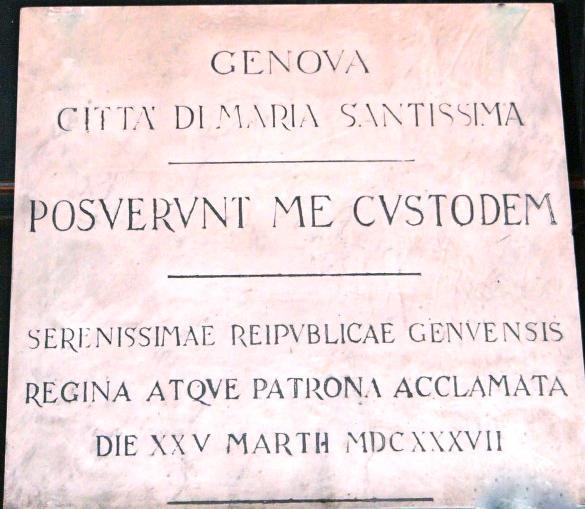 GENOVA
CITTA' DI MARIA SANTISSIMA
POSVERVNT ME CVSTODEM
SERENISSIMAE REIPVBLICAE GENVENSIS
REGINA ATQVE PATRONA ACCLAMATA
DIE XXV MARTII MDCXXXVII